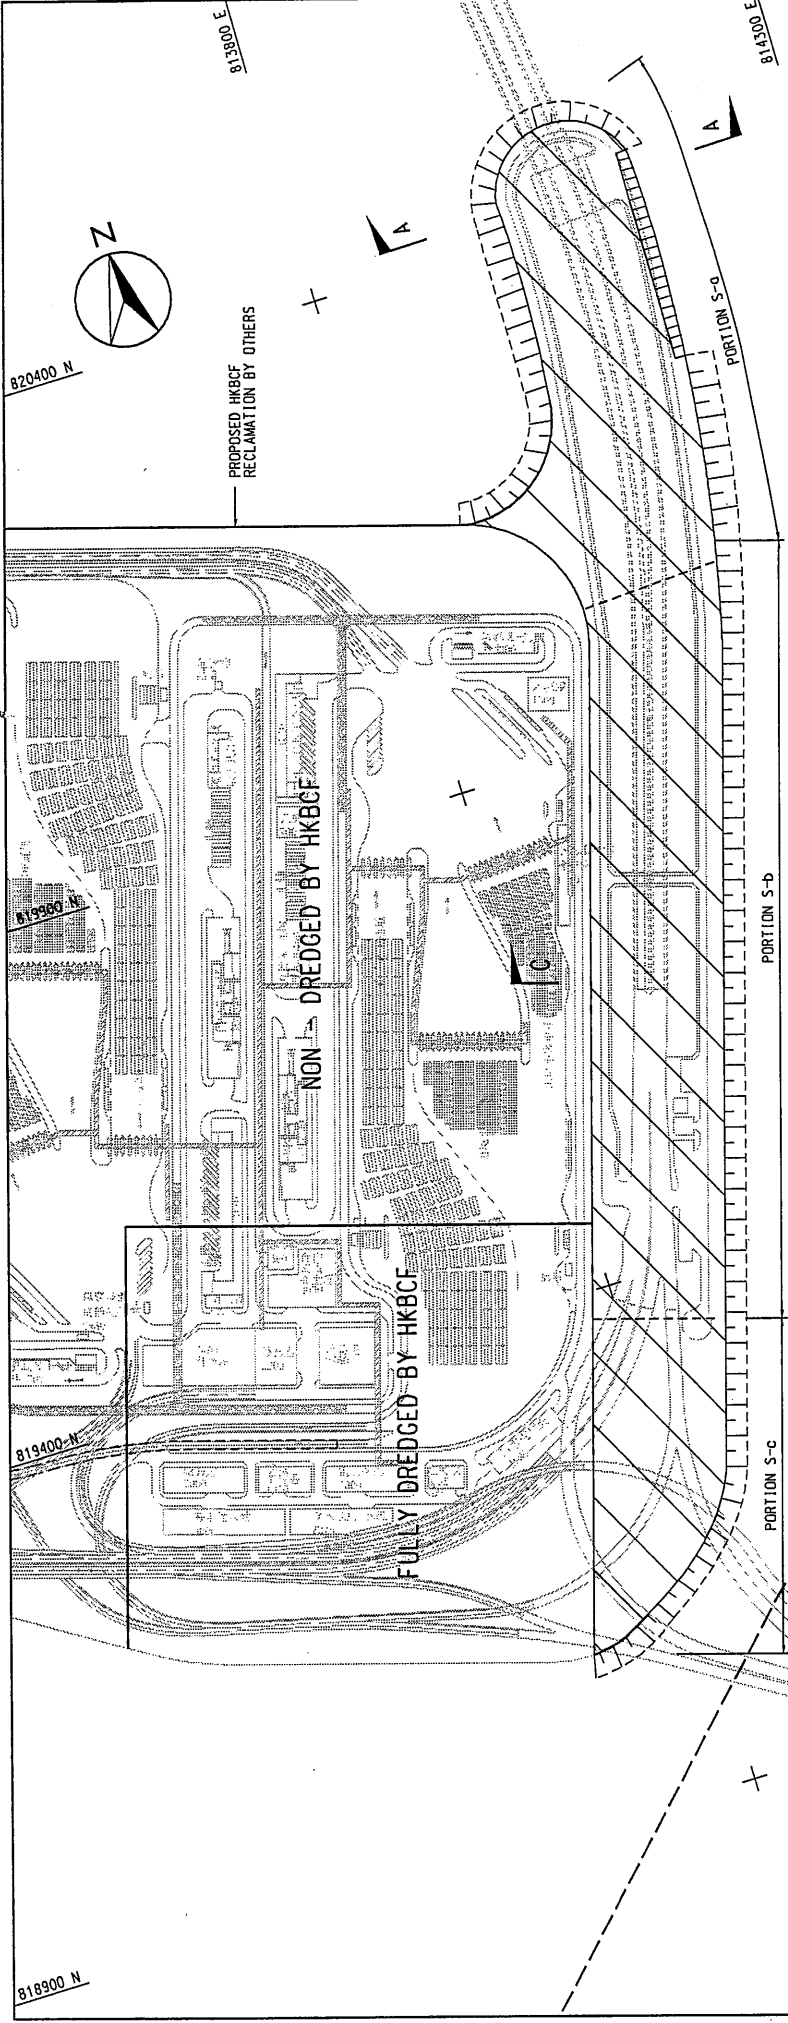 813800 E
814300 E
A
A
N
820400 N
PROPOSED HKBCF
RECLAMATION BY OTHERS
PORTION S-a
NON - DREDGED BY HKBCF
819900 N
C
PORTION S-b
FULLY DREDGED BY HKBCF
819400 N
PORTION S-c
818900 N